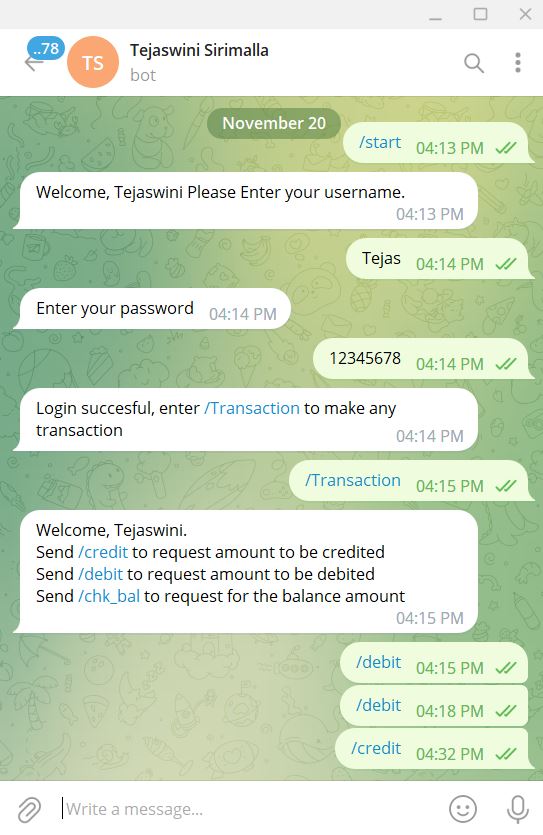 ..78
TS
Tejaswini Sirimalla
bot
November 20
/start 04:13 PM
Welcome, Tejaswini Please Enter your username.
04:13 PM
Tejas 04:14 PM
Enter your password 04:14 PM
12345678 04:14 PM
Login succesful, enter /Transaction to make any
transaction 04:14 PM
/Transaction 04:15 PM
Welcome, Tejaswini.
Send /credit to request amount to be credited
Send /debit to request amount to be debited
Send /chk_bal to request for the balance amount
04:15 PM
/debit 04:15 PM
/debit 04:18 PM
/credit 04:32 PM
Write a message...